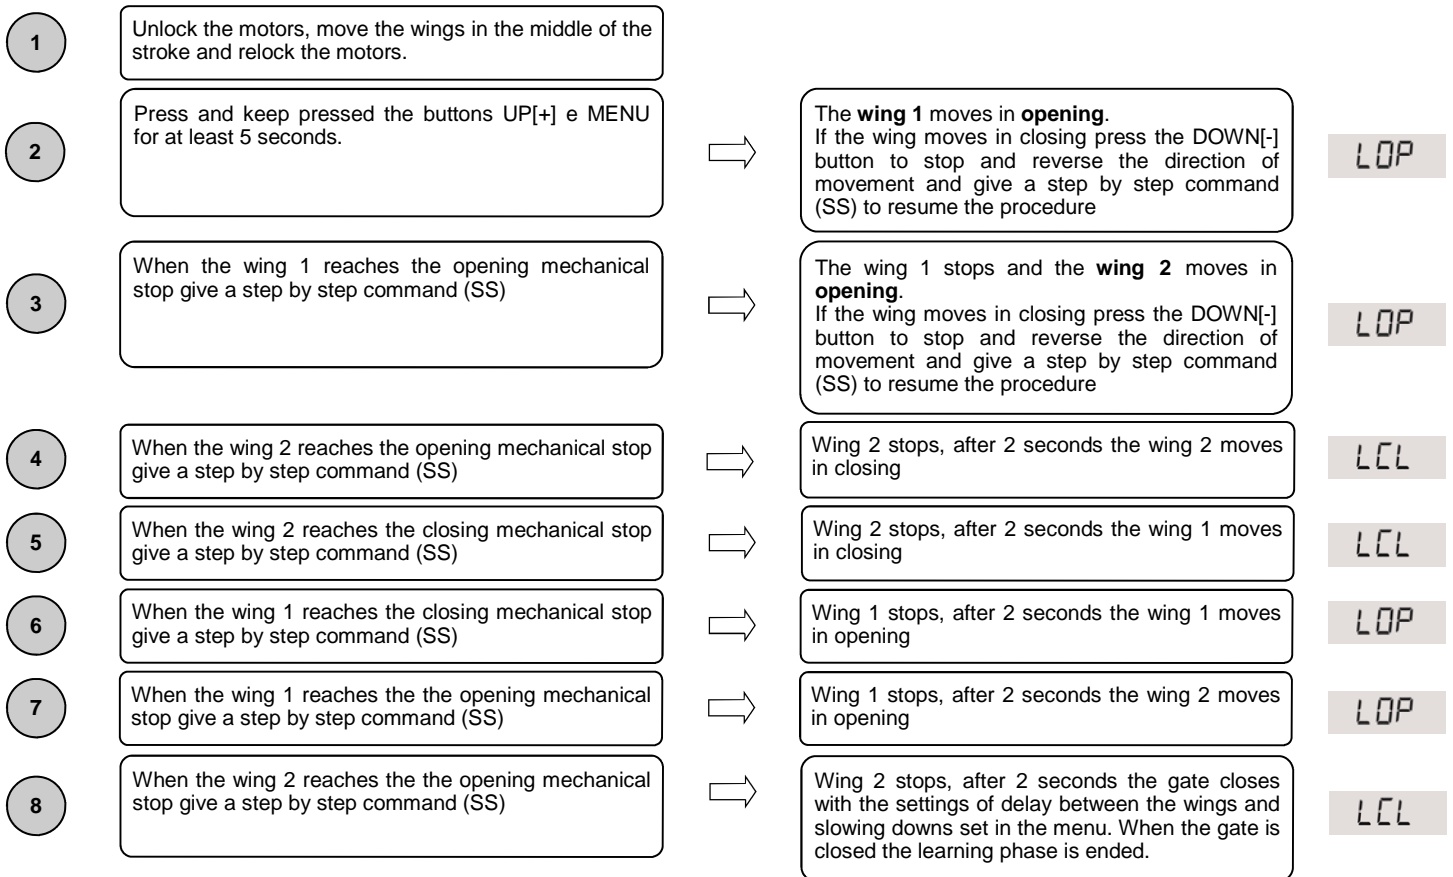 1
Unlock the motors, move the wings in the middle of the
stroke and relock the motors.
2
Press and keep pressed the buttons UP[+] e MENU
for at least 5 seconds.
The wing 1 moves in opening.
If the wing moves in closing press the DOWN[-]
button to stop and reverse the direction of
movement and give a step by step command
(SS) to resume the procedure
LOP
3
When the wing 1 reaches the opening mechanical
stop give a step by step command (SS)
The wing 1 stops and the wing 2 moves in
opening.
If the wing moves in closing press the DOWN[-]
button to stop and reverse the direction of
movement and give a step by step command
(SS) to resume the procedure
LOP
4
When the wing 2 reaches the opening mechanical stop
give a step by step command (SS)
Wing 2 stops, after 2 seconds the wing 2 moves
in closing
LCL
5
When the wing 2 reaches the closing mechanical stop
give a step by step command (SS)
Wing 2 stops, after 2 seconds the wing 1 moves
in closing
LCL
6
When the wing 1 reaches the closing mechanical stop
give a step by step command (SS)
Wing 1 stops, after 2 seconds the wing 1 moves
in opening
LOP
7
When the wing 1 reaches the the opening mechanical
stop give a step by step command (SS)
Wing 1 stops, after 2 seconds the wing 2 moves
in opening
LOP
8
When the wing 2 reaches the the opening mechanical
stop give a step by step command (SS)
Wing 2 stops, after 2 seconds the gate closes
with the settings of delay between the wings and
slowing downs set in the menu. When the gate is
closed the learning phase is ended.
LCL